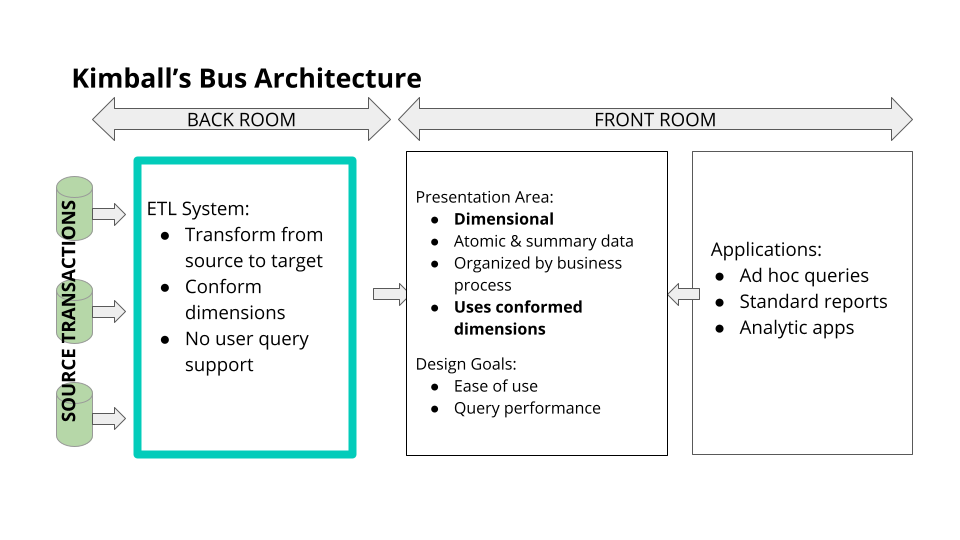 Kimball’s Bus Architecture
BACK ROOM
FRONT ROOM
SOURCE TRANSACTIONS
ETL System:
● Transform from
source to target
● Conform
dimensions
● No user query
support
Presentation Area:
● Dimensional
● Atomic & summary data
● Organized by business
process
● Uses conformed
dimensions
Design Goals:
● Ease of use
● Query performance
Applications:
● Ad hoc queries
● Standard reports
● Analytic apps